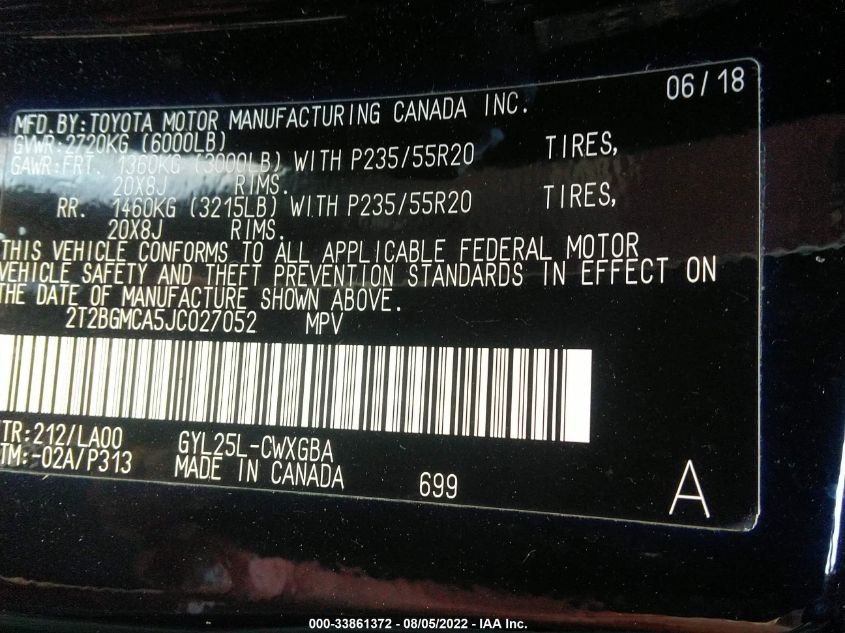 06/18
MFD. BY:TOYOTA MOTOR MANUFACTURING CANADA INC.
GVWR:2720KG (6000LB)
GAWR:FRT. 1360KG (3000LB) WITH P235/55R20 TIRES,
20X8J RIMS.
RR. 1460KG (3215LB) WITH P235/55R20 TIRES,
20X8J RIMS.
THIS VEHICLE CONFORMS TO ALL APPLICABLE FEDERAL MOTOR
VEHICLE SAFETY AND THEFT PREVENTION STANDARDS IN EFFECT ON
THE DATE OF MANUFACTURE SHOWN ABOVE.
2T2BGMCA5JC027052 MPV
TR:212/LA00 GYL25L-CWXGBA
TM:-02A/P313 MADE IN CANADA 699 A
000-33861372 - 08/05/2022 - IAA Inc.